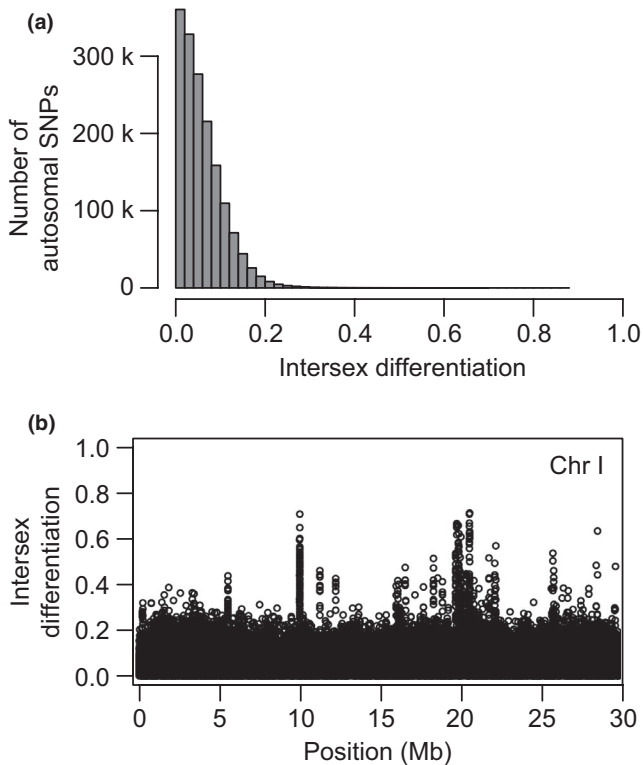 (a)
Number of
autosomal SNPs
300 k
200 k
100 k
0
0.0 0.2 0.4 0.6 0.8 1.0
Intersex differentiation
(b)
Intersex
differentiation
1.0
0.8
0.6
0.4
0.2
0.0
Chr I
0 5 10 15 20 25 30
Position (Mb)